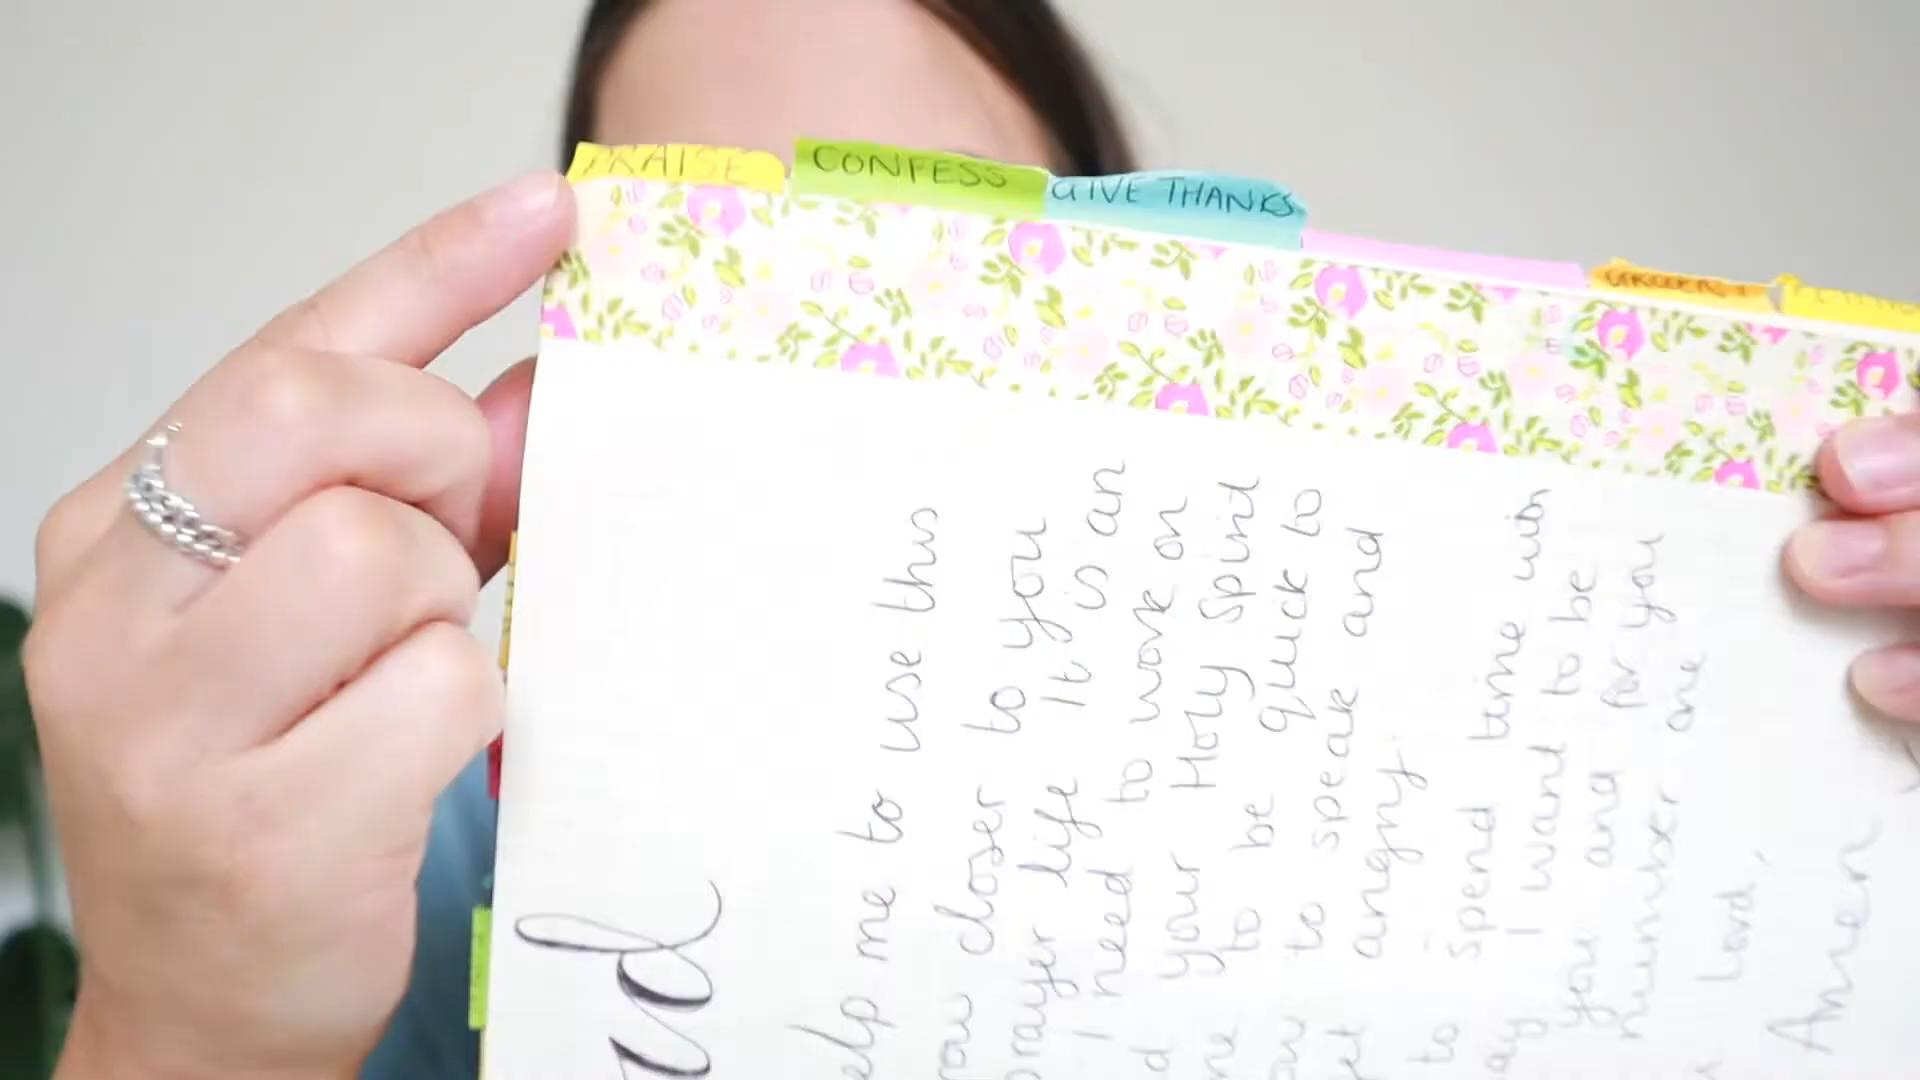 PRAISE
CONFESS
GIVE THANKS
me to use this
closer to you
prayer life It is an
I need to work on
your Holy Spirit
to be quick to
to speak and
angry.
to spend time with
I want to be
you and for you
number one
Lord,
Amen